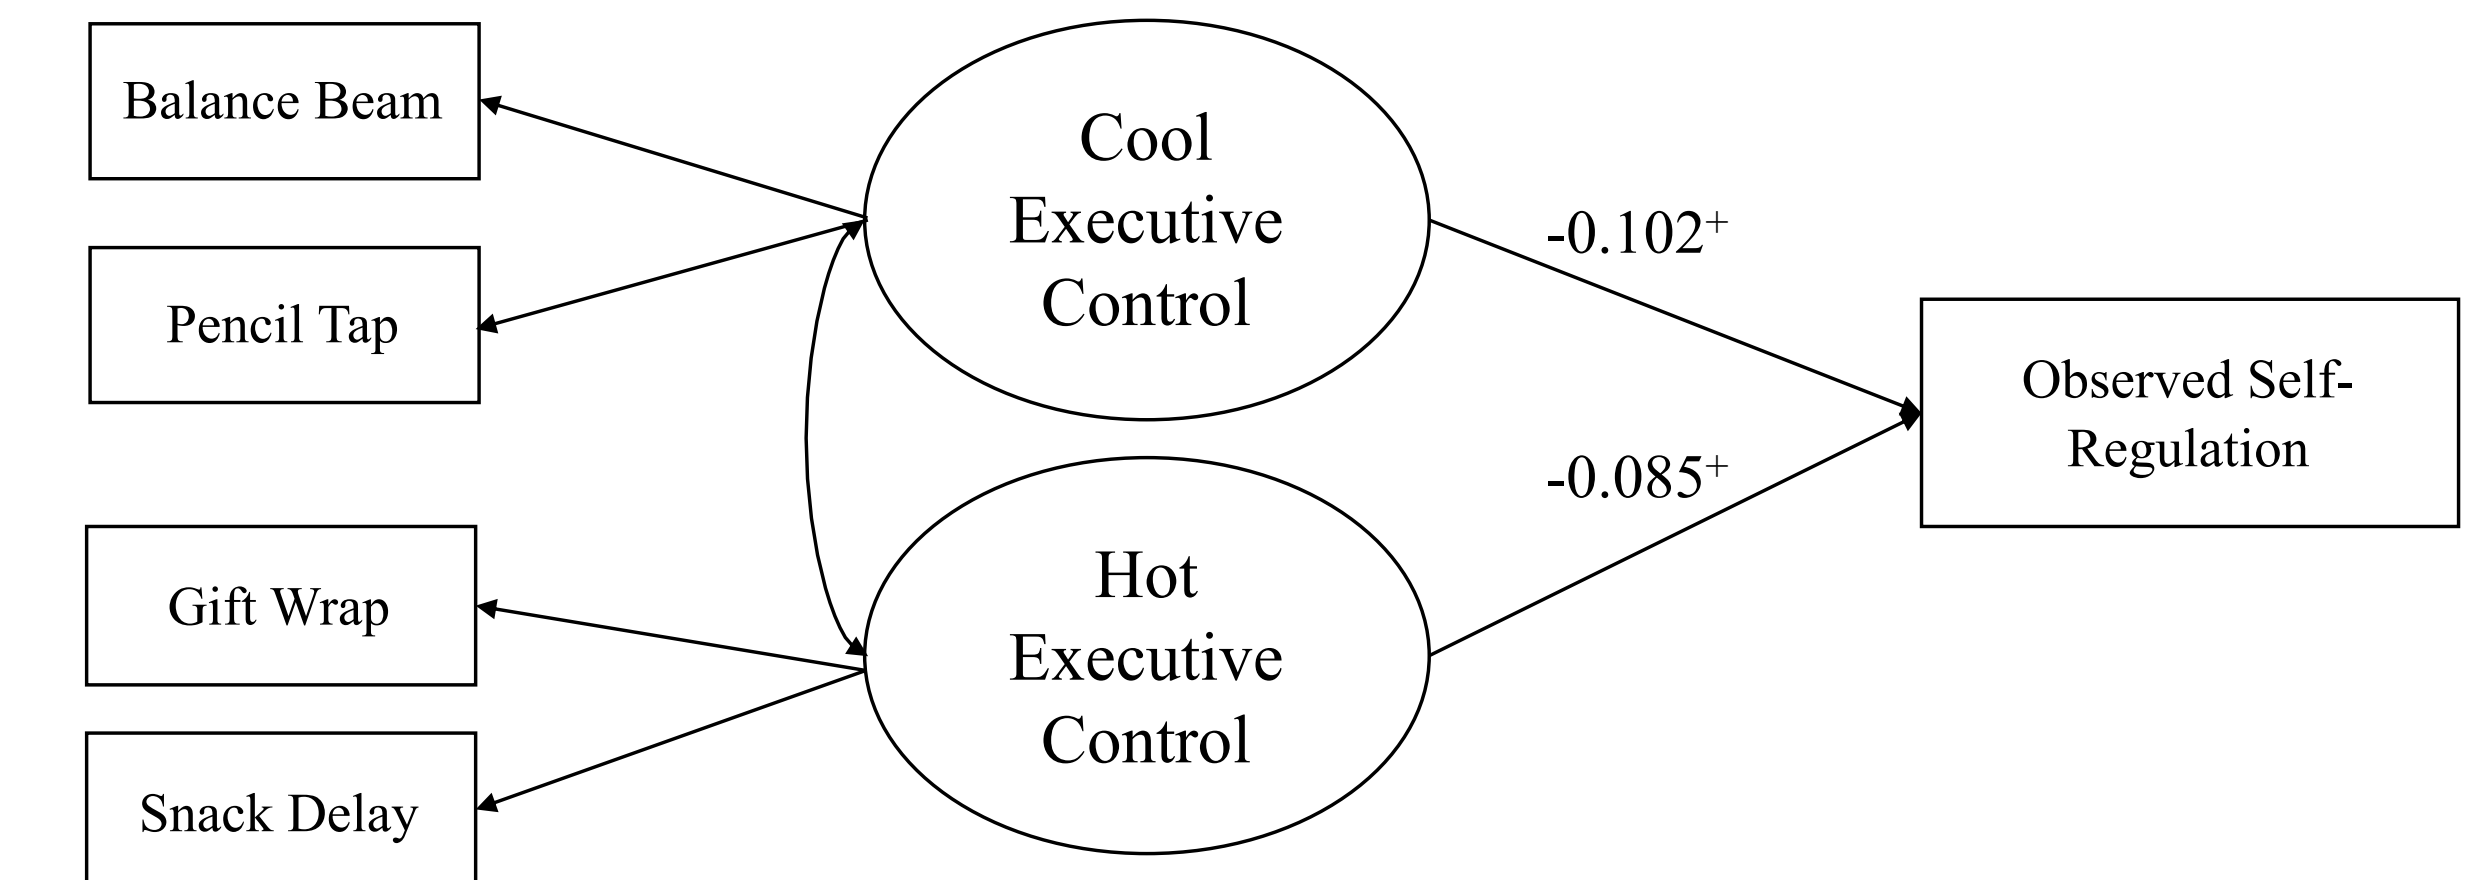 Balance Beam
Pencil Tap
Gift Wrap
Snack Delay
Cool
Executive
Control
Hot
Executive
Control
-0.102⁺
-0.085⁺
Observed Self-
Regulation